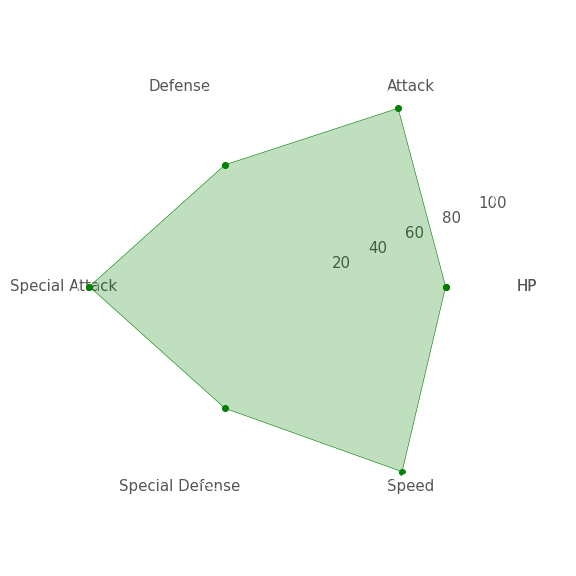 Defense
Attack
100
80
60
40
20
Special Attack
HP
Special Defense
Speed